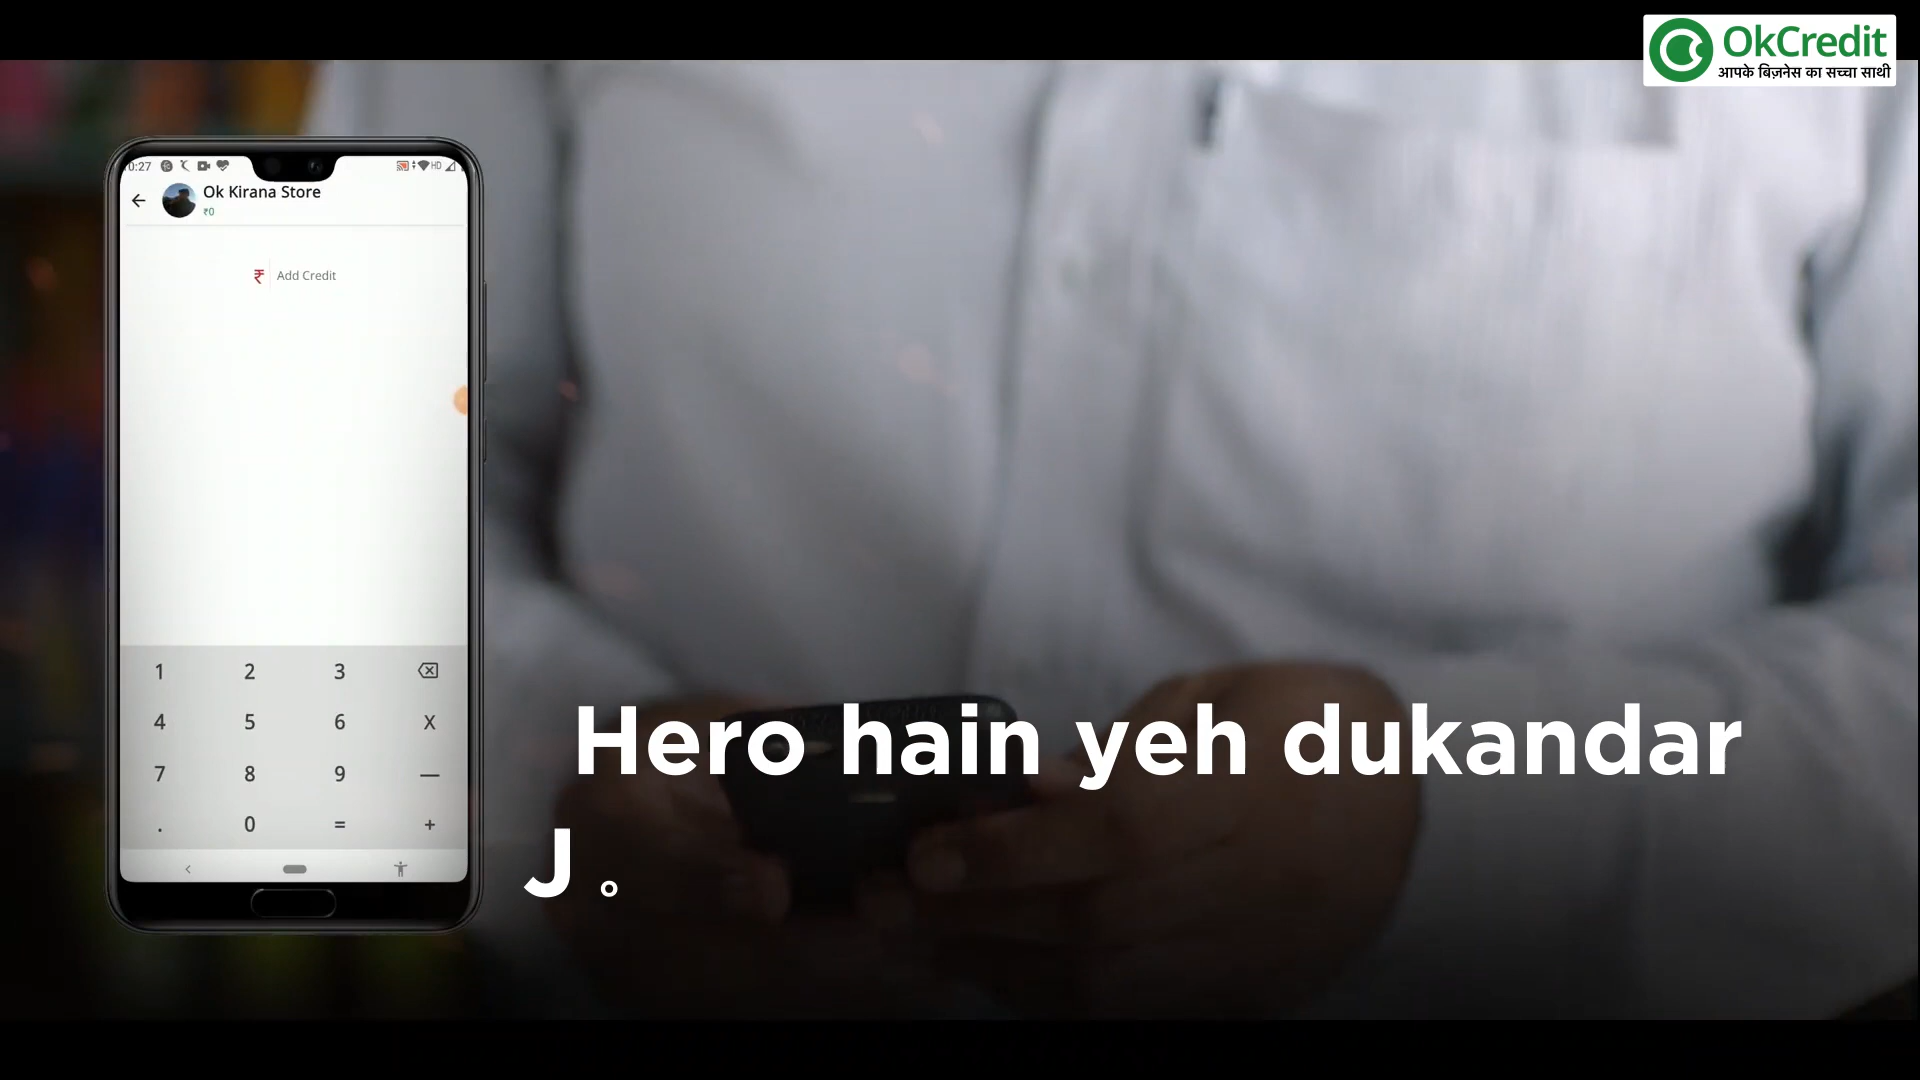 OkCredit
आपके बिज़नेस का सच्चा साथी
0:27
HD
Ok Kirana Store
₹0
₹ Add Credit
1 2 3
4 5 6 X
7 8 9 —
. 0 = +
Hero hain yeh dukandar
J